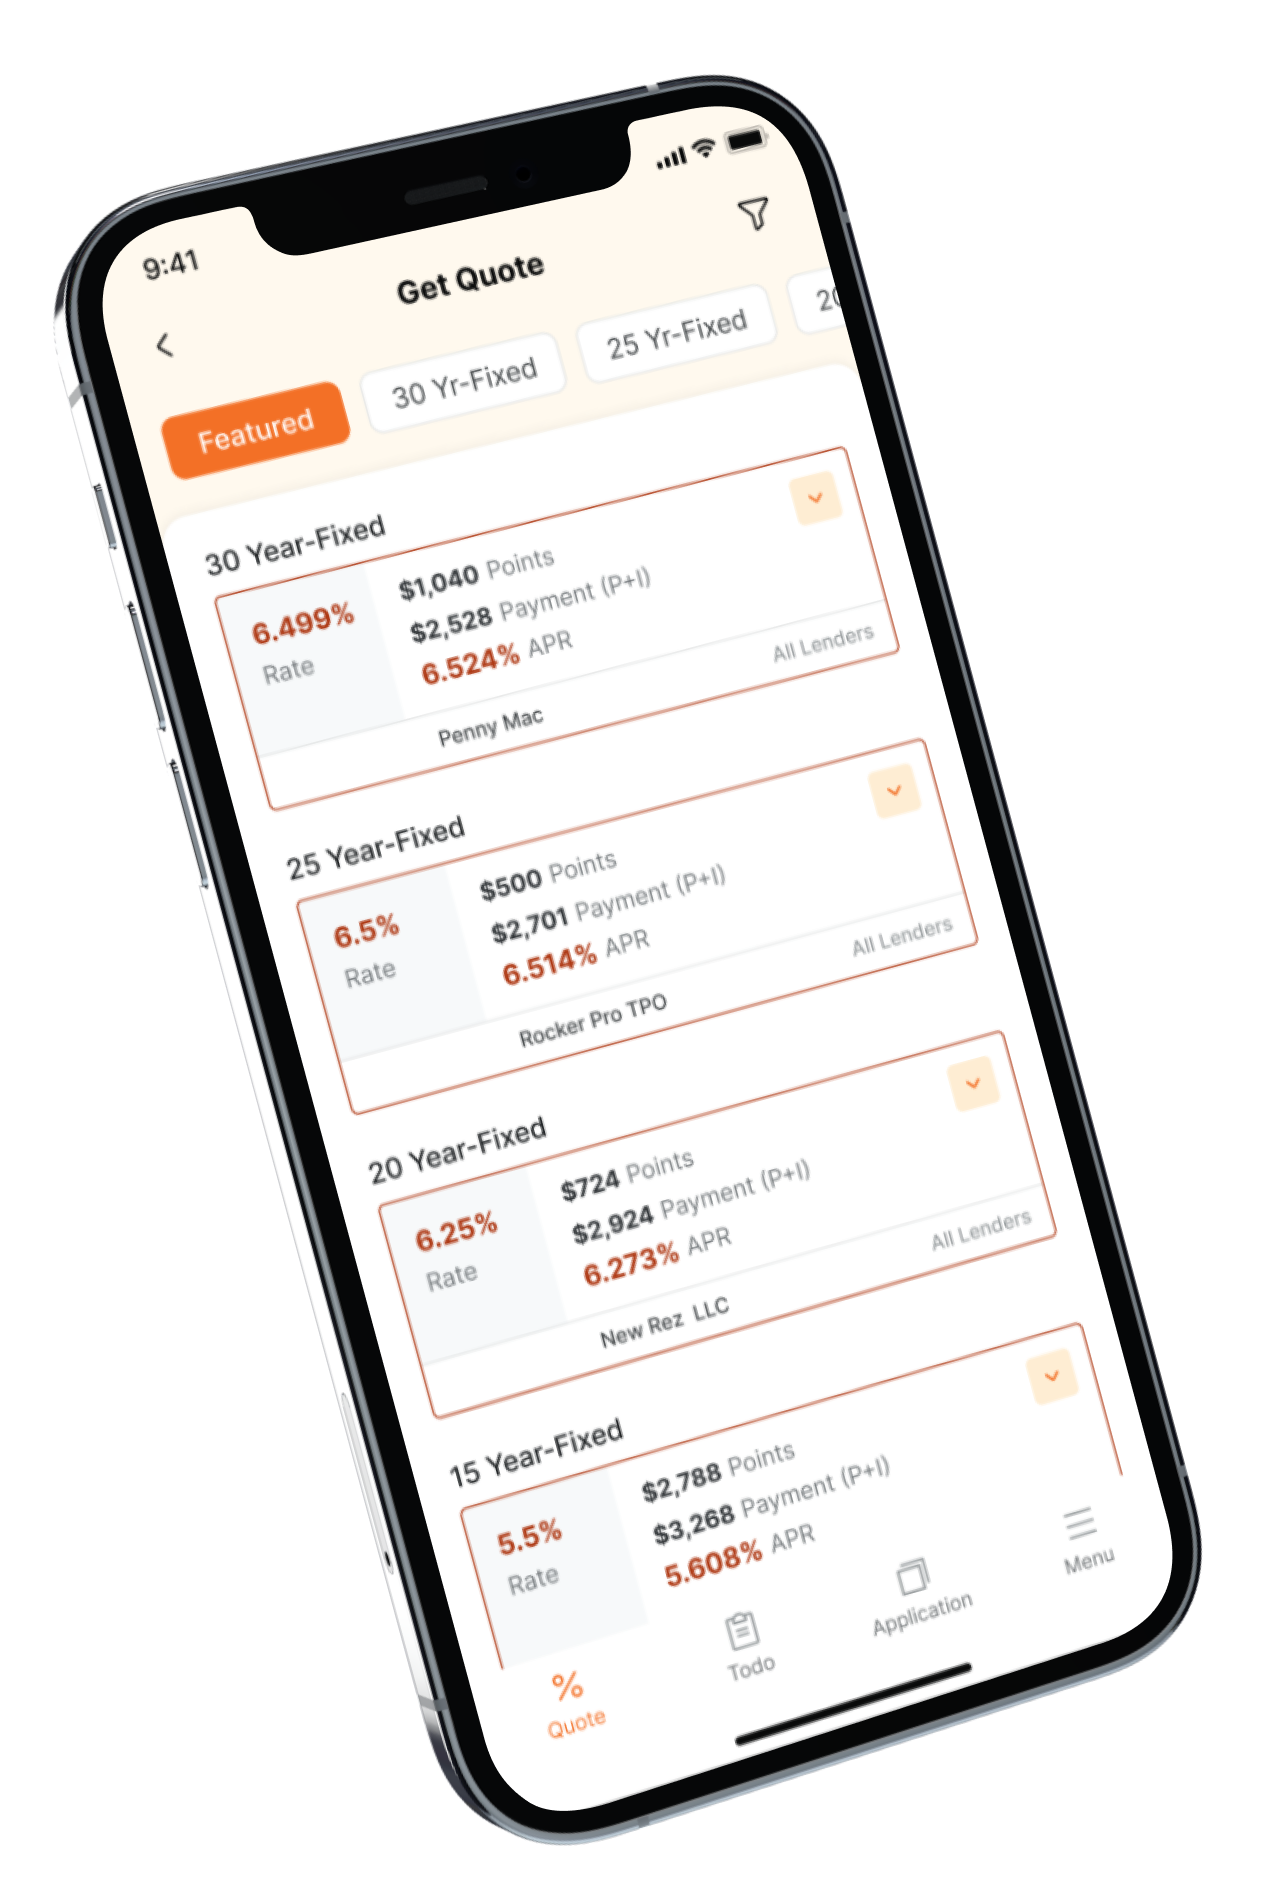 9:41
Get Quote
Featured
30 Yr-Fixed
25 Yr-Fixed
20
30 Year-Fixed
6.499%
Rate
$1,040 Points
$2,528 Payment (P+I)
6.524% APR
Penny Mac
All Lenders
25 Year-Fixed
6.5%
Rate
$500 Points
$2,701 Payment (P+I)
6.514% APR
Rocker Pro TPO
All Lenders
20 Year-Fixed
6.25%
Rate
$724 Points
$2,924 Payment (P+I)
6.273% APR
New Rez LLC
All Lenders
15 Year-Fixed
5.5%
Rate
$2,788 Points
$3,268 Payment (P+I)
5.608% APR
Quote
Todo
Application
Menu